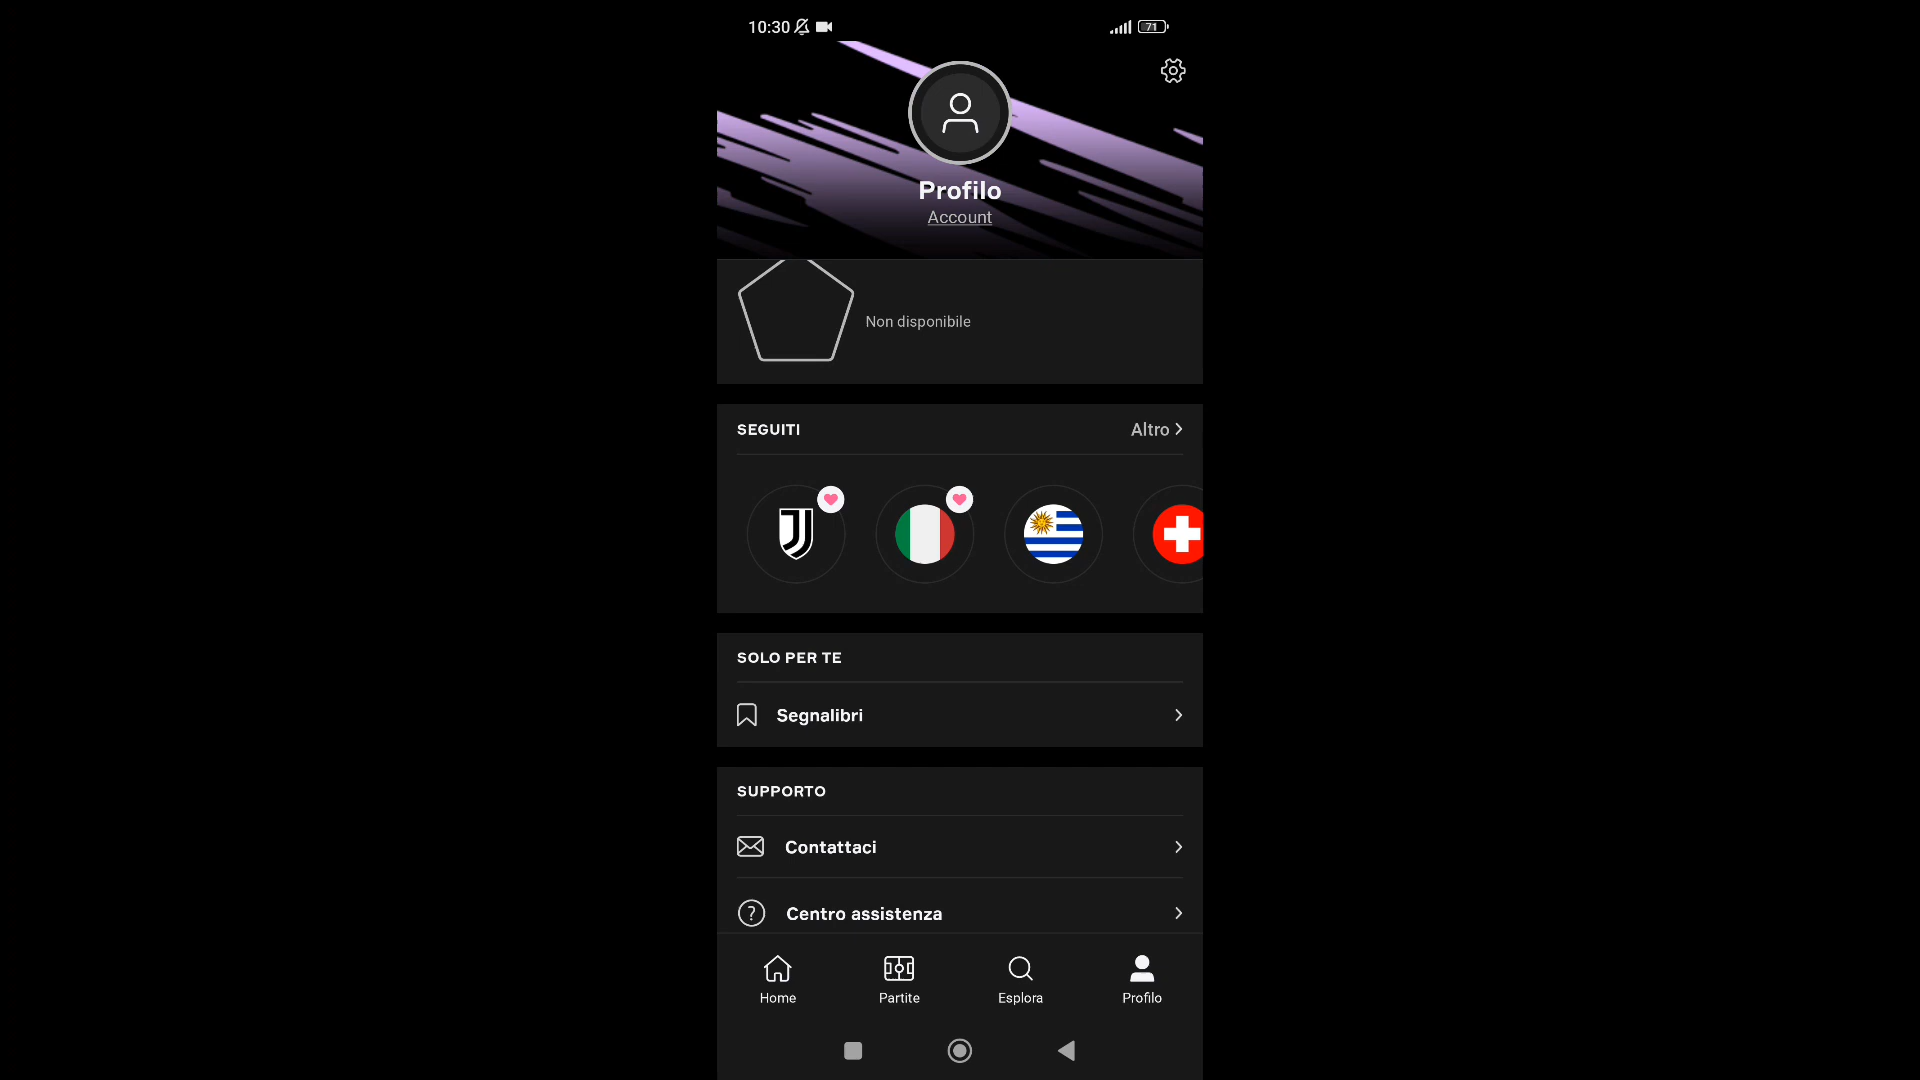 10:30
71
Profilo
Account
Non disponibile
SEGUITI
Altro
SOLO PER TE
Segnalibri
SUPPORTO
Contattaci
Centro assistenza
Home
Partite
Esplora
Profilo